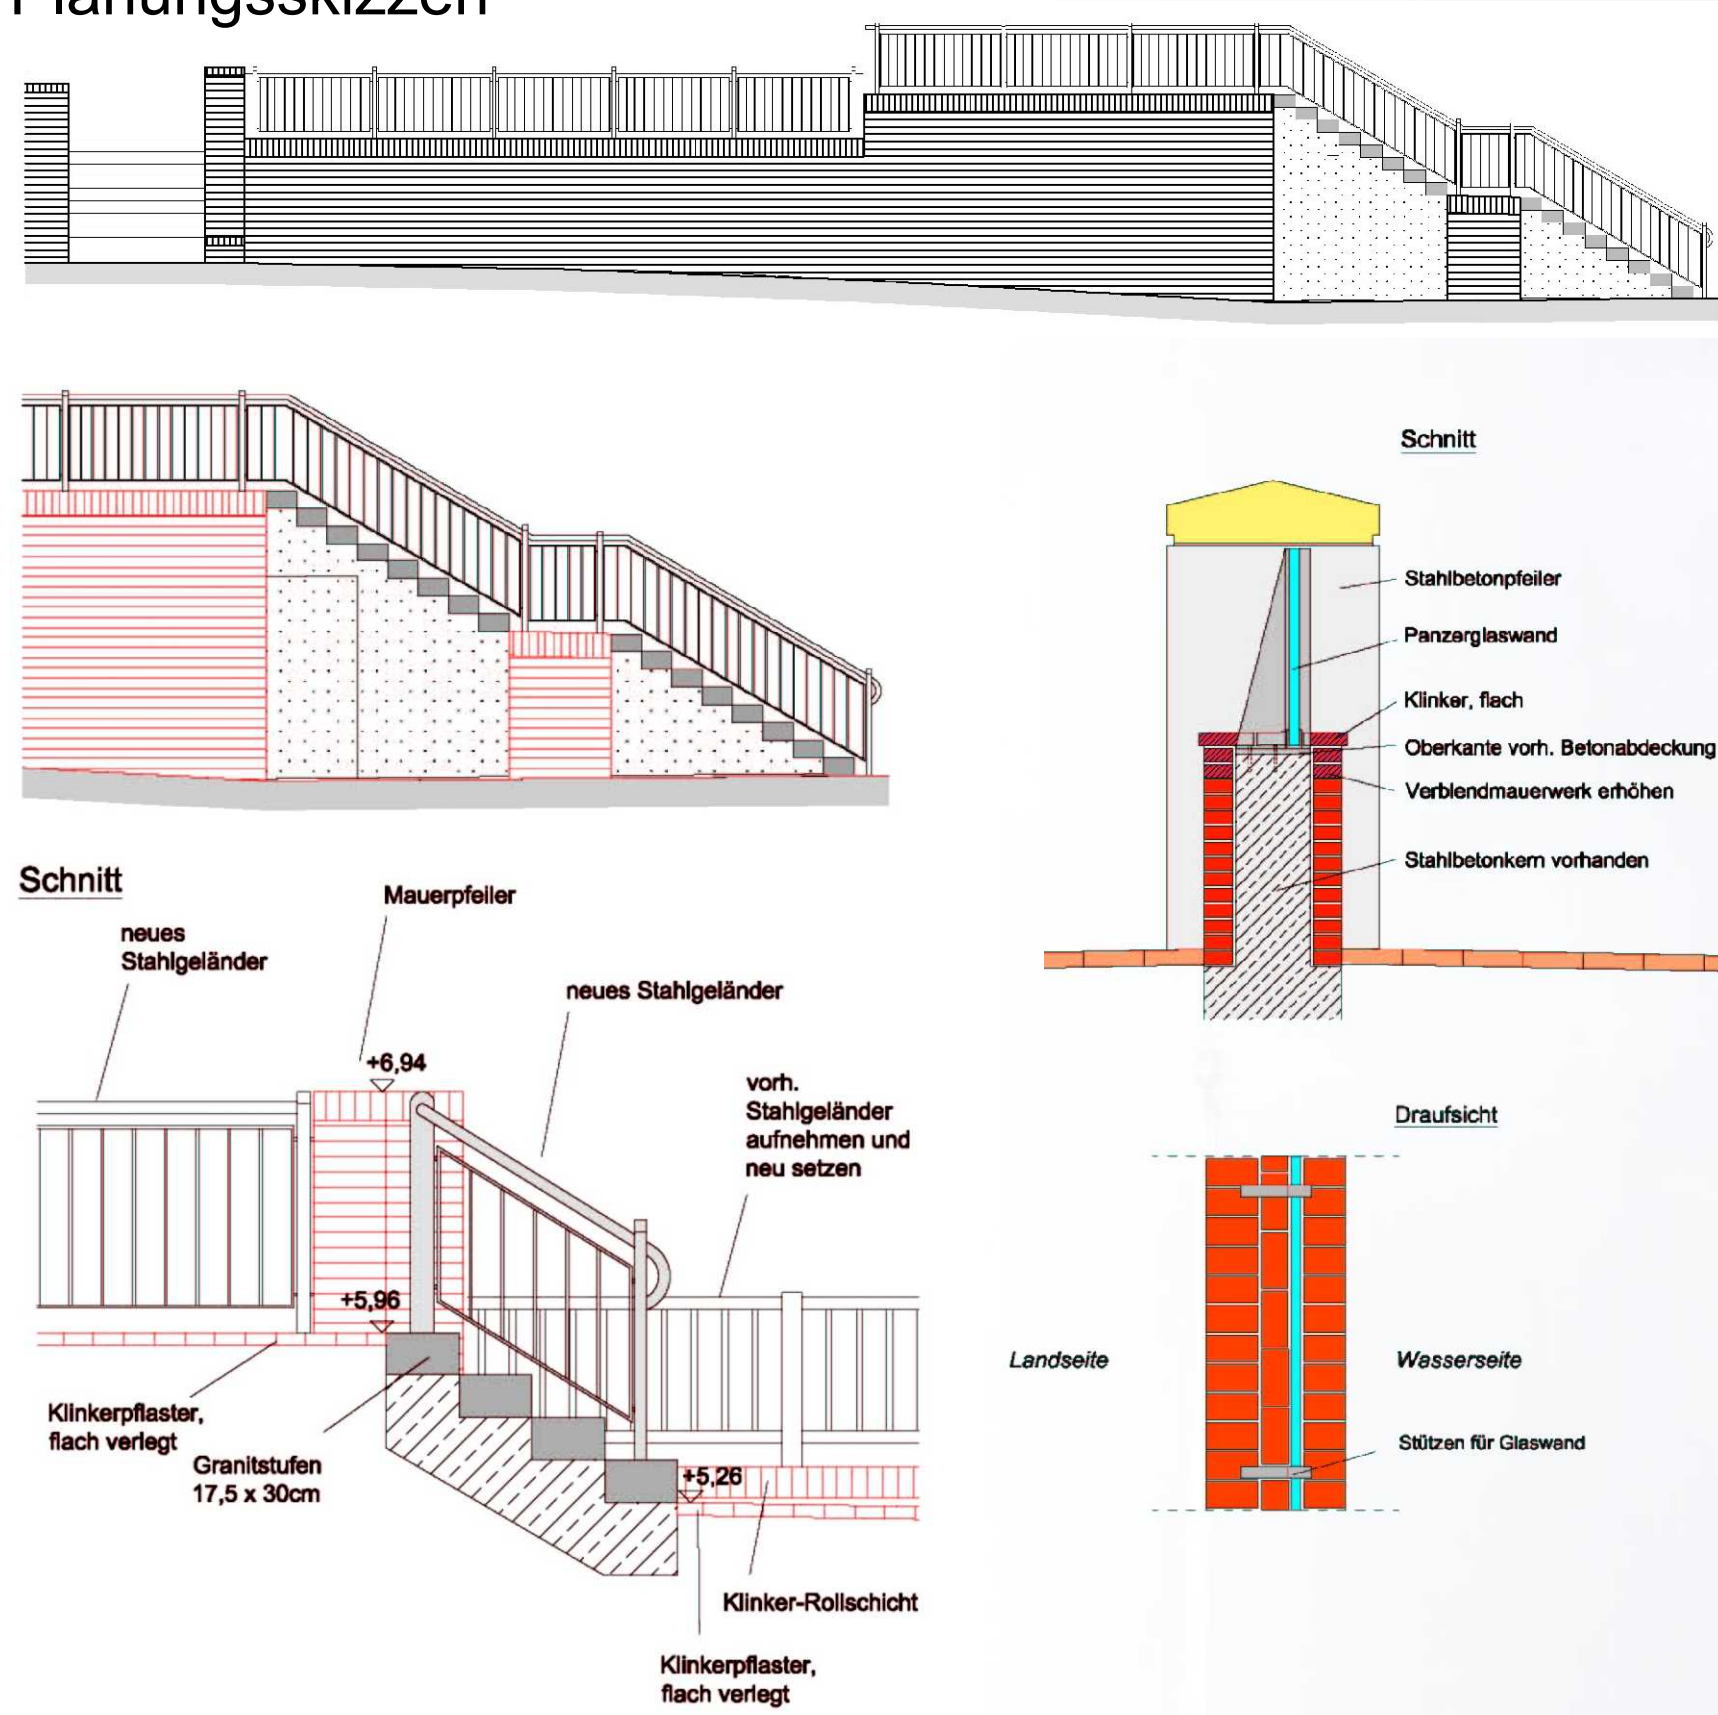 Planungsskizzen
Schnitt
Stahlbetonpfeiler
Panzerglaswand
Klinker, flach
Oberkante vorh. Betonabdeckung
Verblendmauerwerk erhöhen
Stahlbetonkern vorhanden
Schnitt
Mauerpfeiler
neues
Stahlgeländer
neues Stahlgeländer
+6,94
vorh.
Stahlgeländer
aufnehmen und
neu setzen
+5,96
Klinkerpflaster,
flach verlegt
Granitstufen
17,5 x 30cm
+5,26
Klinker-Rollschicht
Klinkerpflaster,
flach verlegt
Draufsicht
Landseite
Wasserseite
Stützen für Glaswand